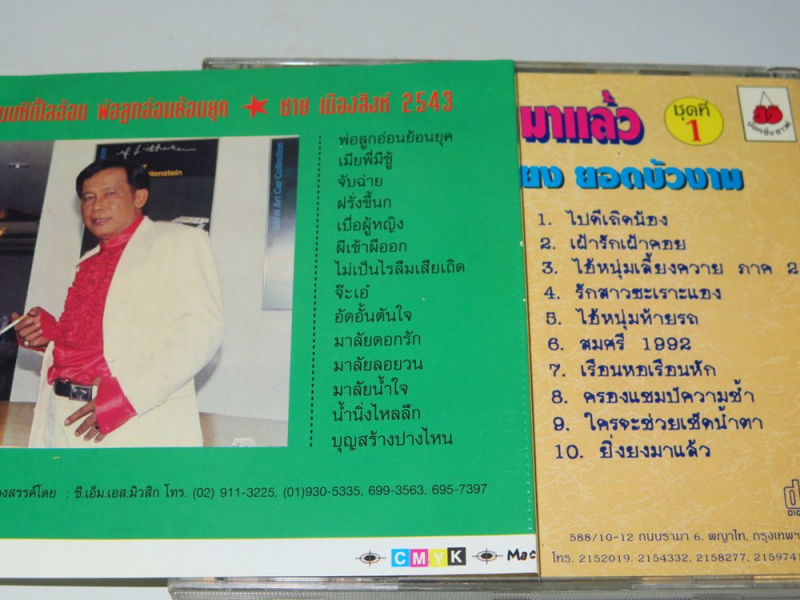 พ่อลูกอ่อนย้อนยุค ★ ชาย เมืองสิงห์ 2543
พ่อลูกอ่อนย้อนยุค
เมียพี่มีชู้
จับฉ่าย
ฝรั่งขี้นก
เบื่อผู้หญิง
ผีเข้าผีออก
ไม่เป็นไรลืมเสียเถิด
จ๊ะเอ๋
อัดอั้นตันใจ
มาลัยดอกรัก
มาลัยลอยวน
มาลัยน้ำใจ
น้ำนิ่งไหลลึก
บุญสร้างปางไหน
Art Car Collection
องสรรค์โดย : ซี.เอ็ม.เอส.มิวสิก โทร. (02) 911-3225, (01)930-5335, 699-3563, 695-7397
CMYK
มาแล้ว
ชุดที่
1
ยง ยอดบัวงาม
1. ไปดีเถิดน้อง
2. เฝ้ารักเฝ้าคอย
3. ไอ้หนุ่มเลี้ยงควาย ภาค 2
4. รักสาวชะเราะแอง
5. ไอ้หนุ่มท้ายรถ
6. สมศรี 1992
7. เรือนหอเรือนหัก
8. ครองแชมป์ความช้ำ
9. ใครจะช่วยเช็ดน้ำตา
10. ยิ่งยงมาแล้ว
588/10-12 ถนนรามา 6, พญาไท, กรุงเทพฯ
โทร. 2152019, 2154332, 2158277, 2159741